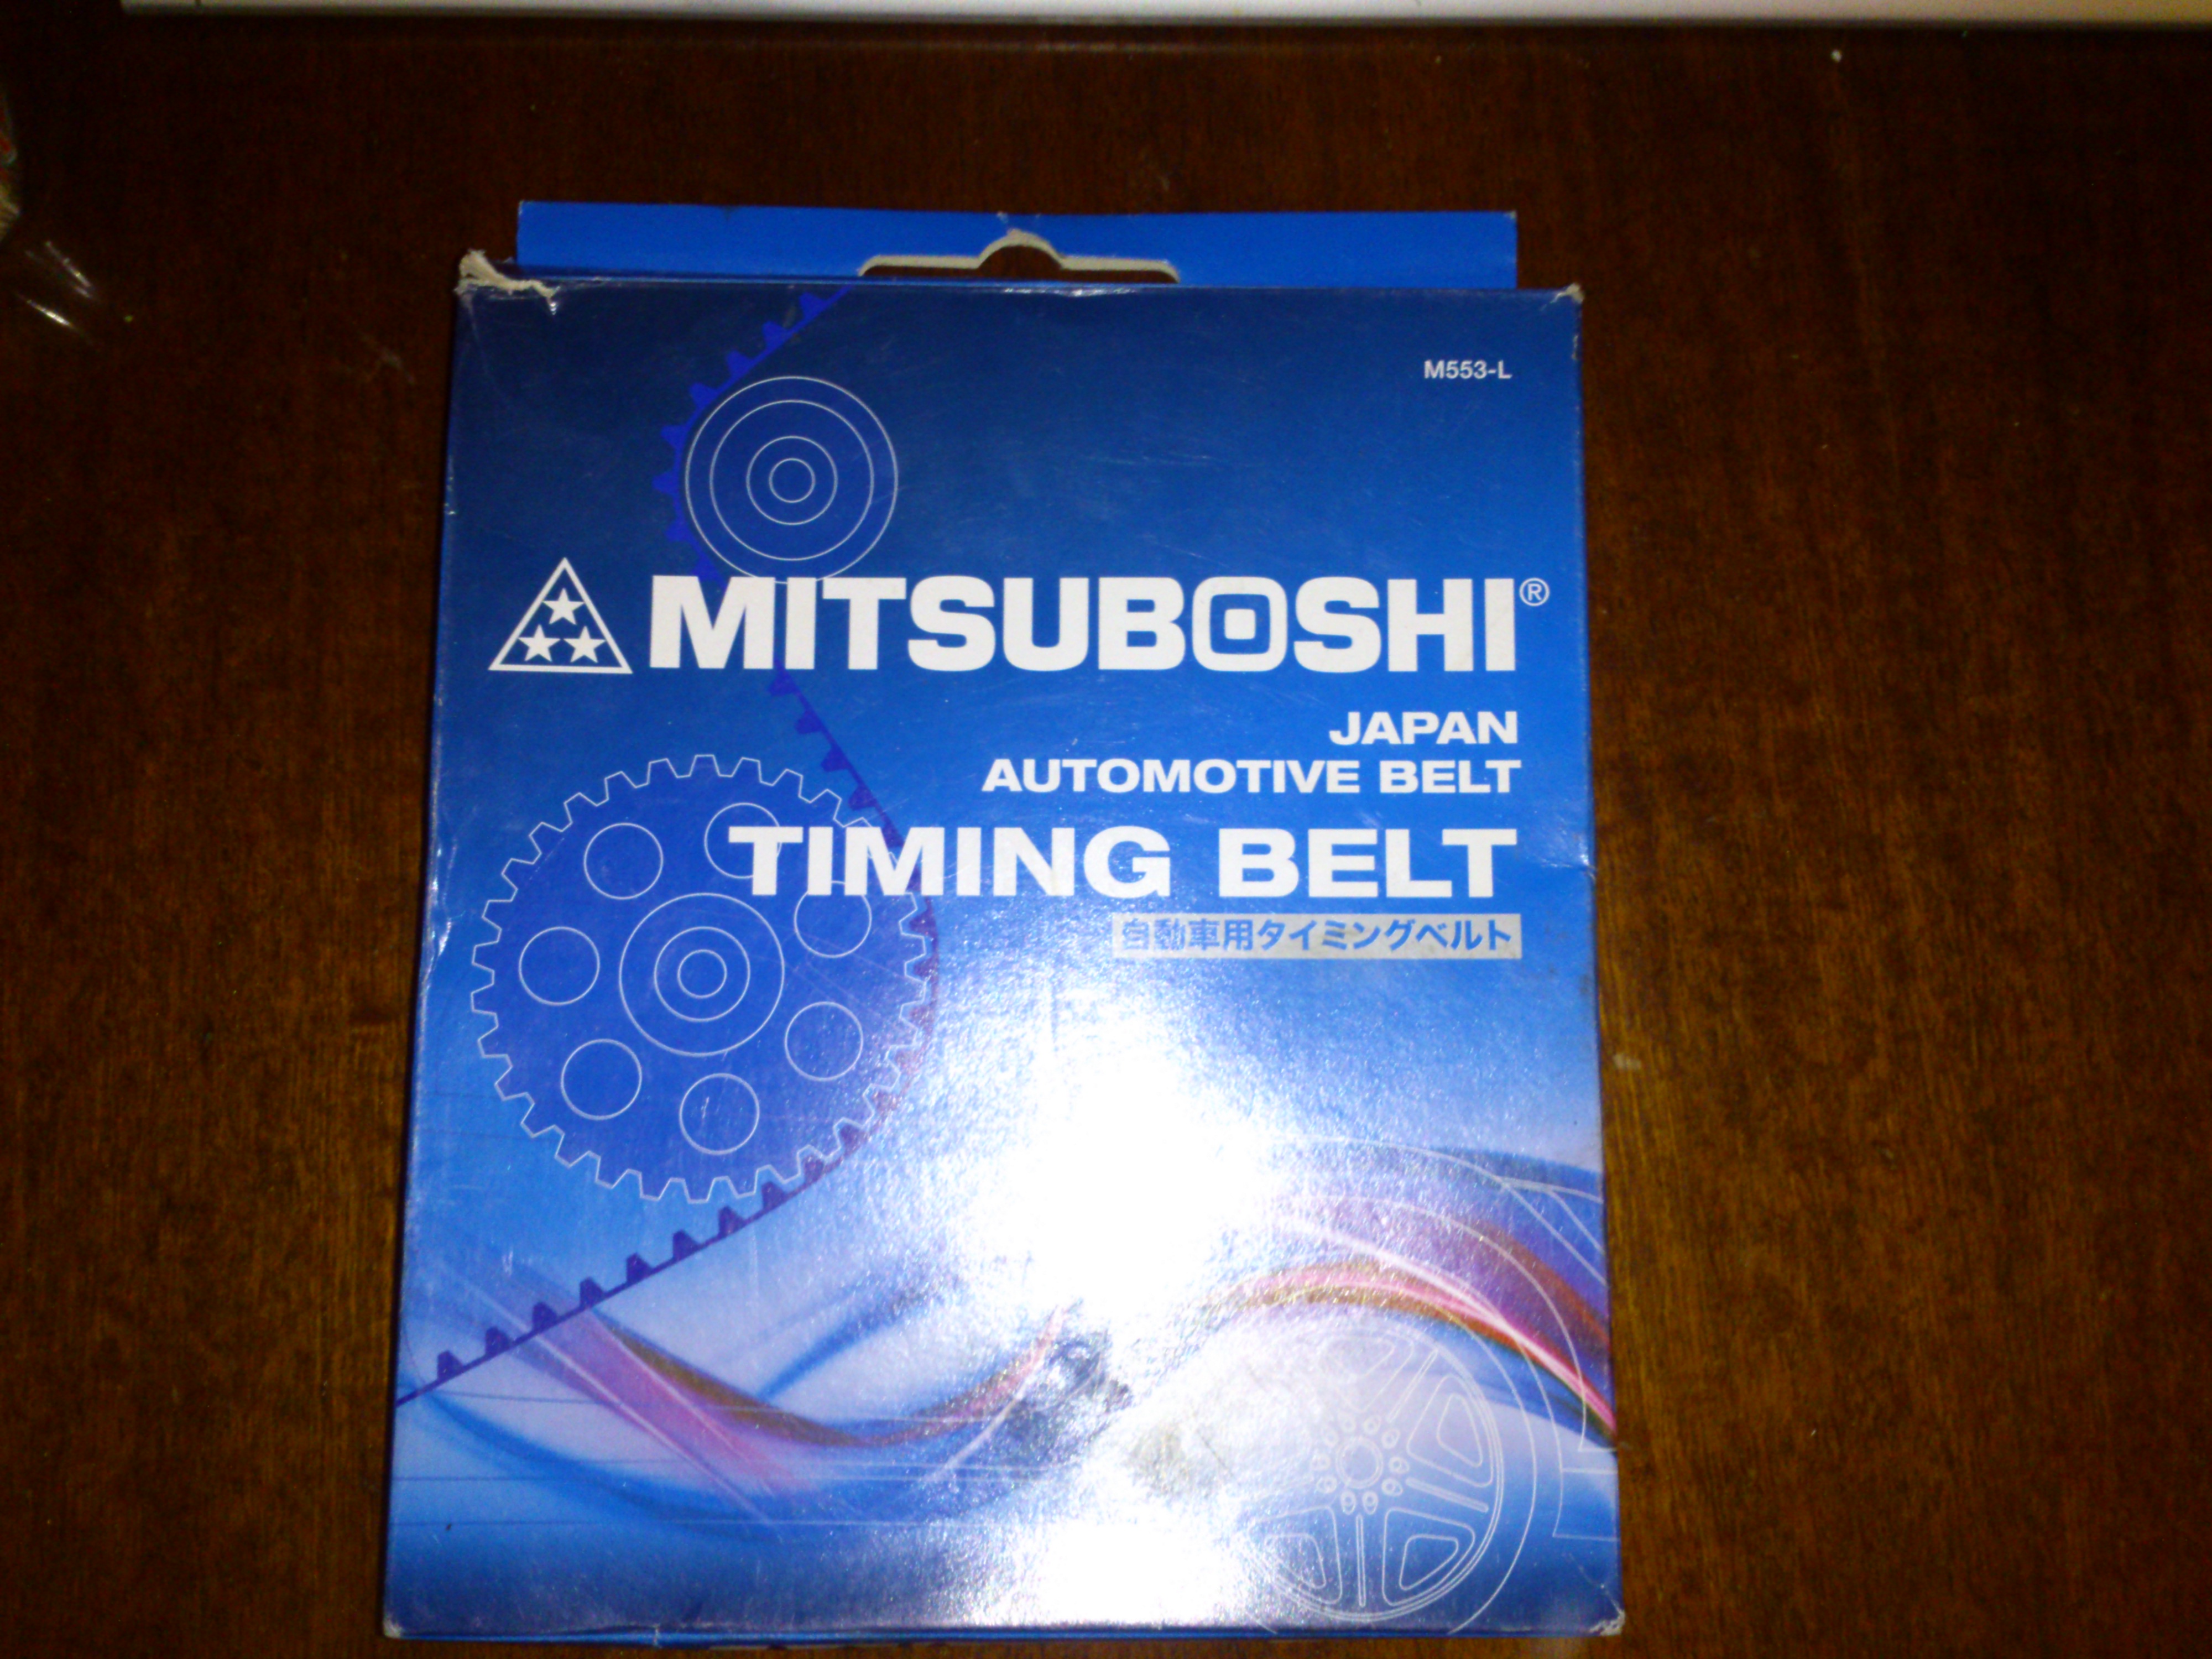 M553-L
MITSUBOSHI®
JAPAN
AUTOMOTIVE BELT
TIMING BELT
自動車用タイミングベルト